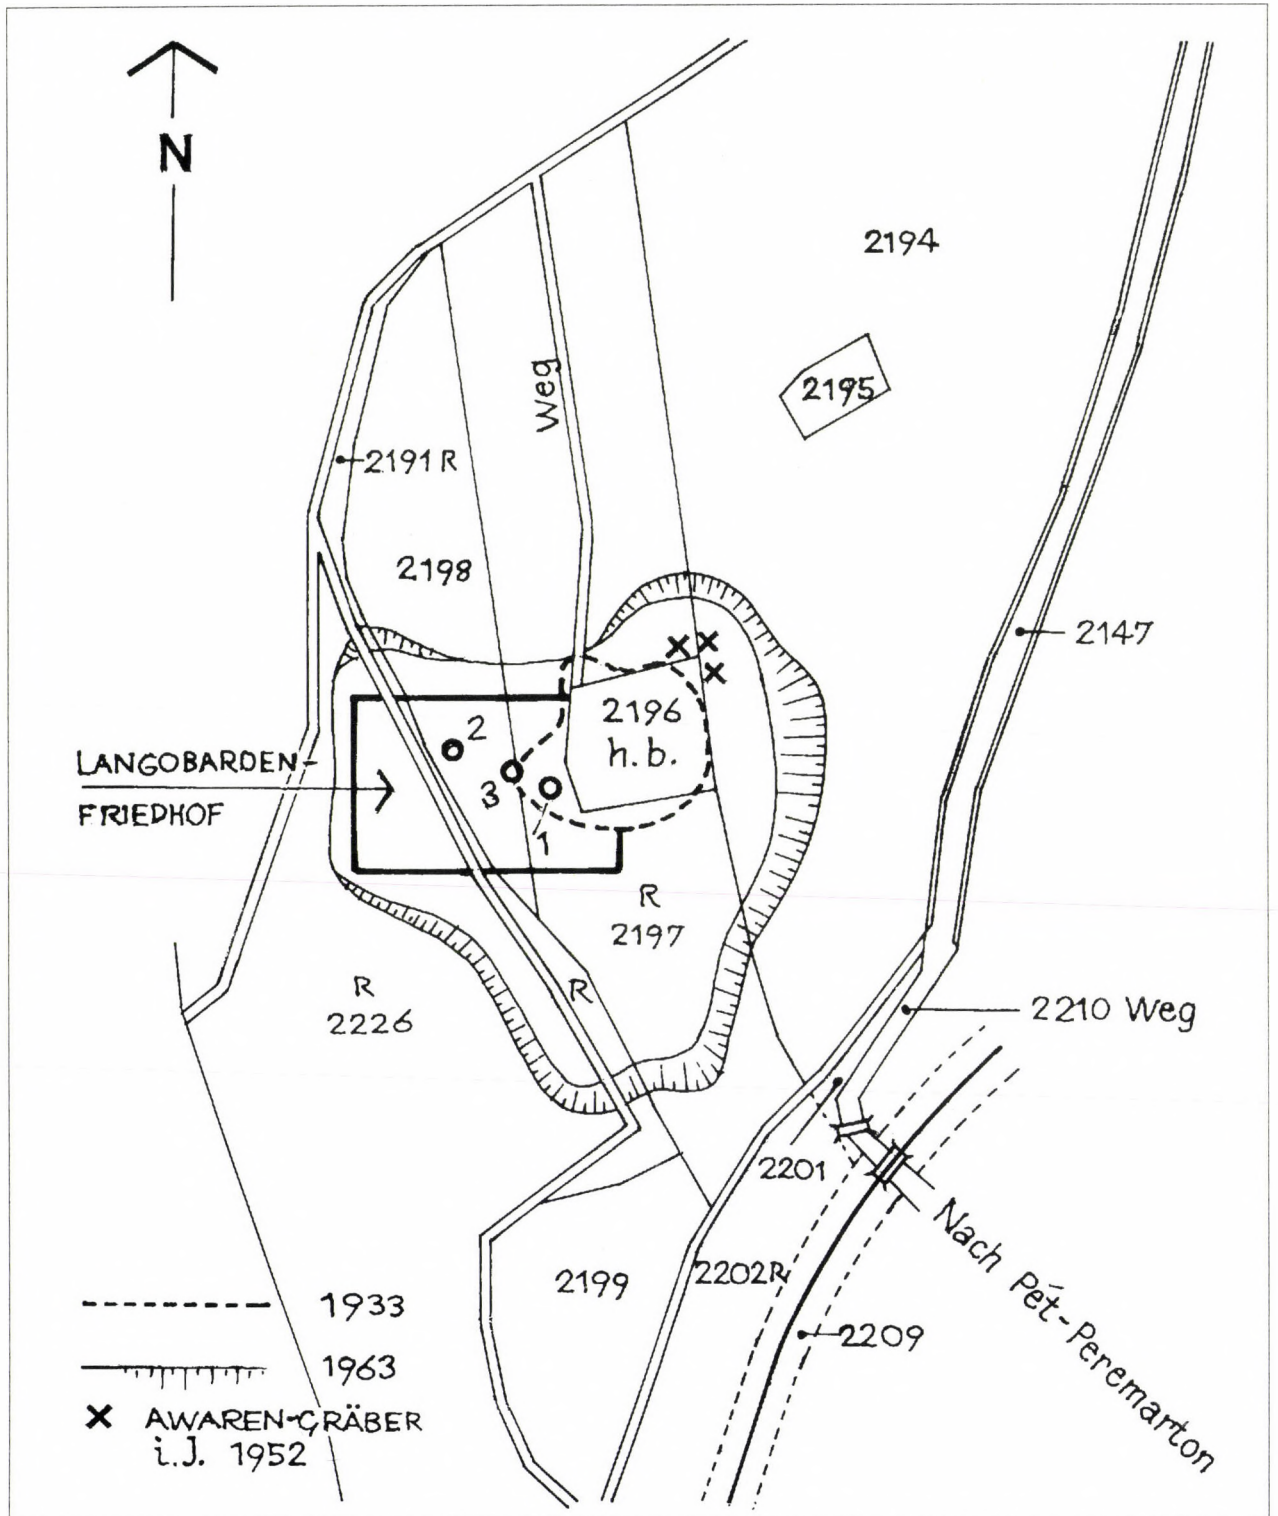 N
2194
Weg
2195
2191 R
2198
2147
2196
h.b.
2
3
1
LANGOBARDEN-
FRIEDHOF
R
2197
R
2226
R
2210 Weg
2201
2199
2202R
2209
Nach Pét-Peremarton
1933
1963
AWAREN-GRÄBER
i.J. 1952